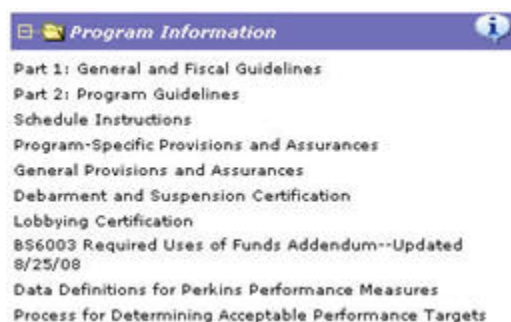 Program Information
Part 1: General and Fiscal Guidelines
Part 2: Program Guidelines
Schedule Instructions
Program-Specific Provisions and Assurances
General Provisions and Assurances
Debarment and Suspension Certification
Lobbying Certification
BS6003 Required Uses of Funds Addendum--Updated
8/25/08
Data Definitions for Perkins Performance Measures
Process for Determining Acceptable Performance Targets